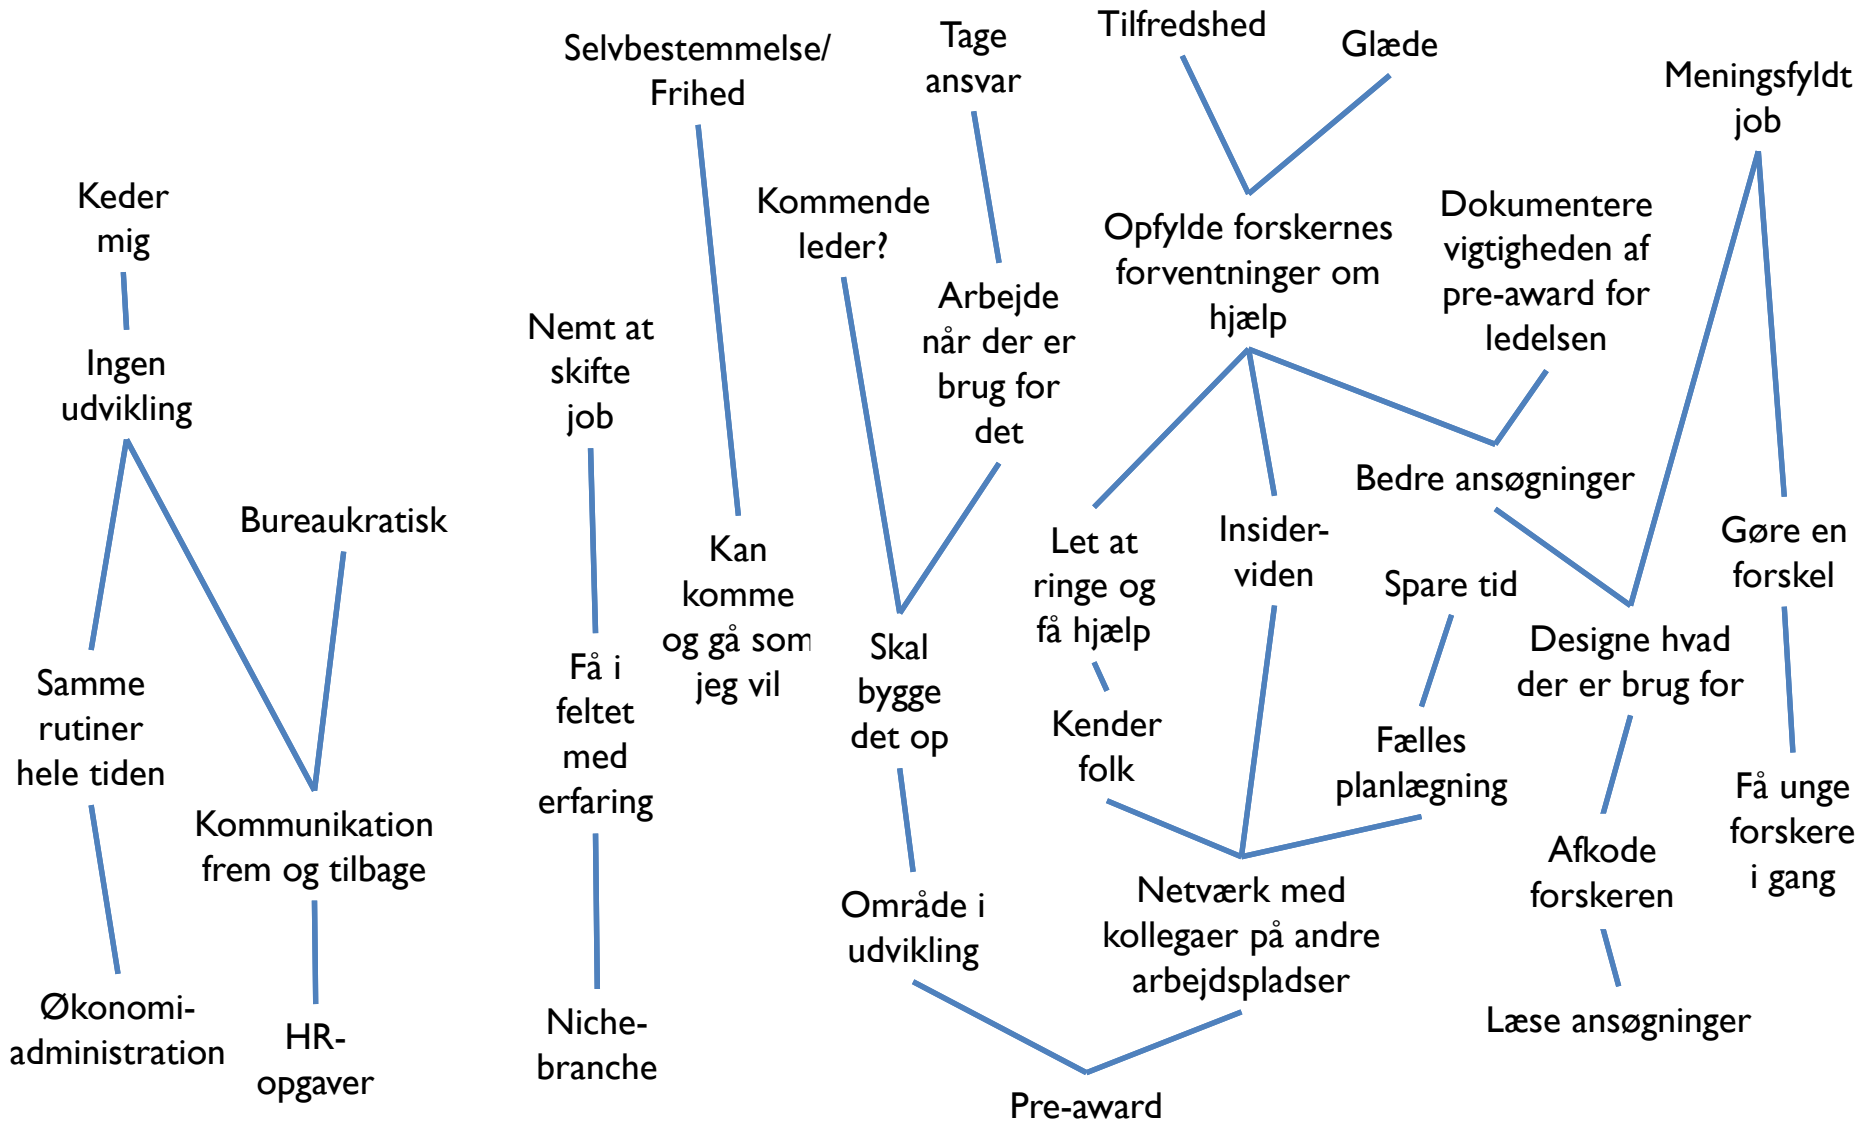 Selvbestemmelse/
Frihed
Tage
ansvar
Tilfredshed
Glæde
Meningsfyldt
job
Keder
mig
Kommende
leder?
Opfylde forskernes
forventninger om
hjælp
Dokumentere
vigtigheden af
pre-award for
ledelsen
Arbejde
når der er
brug for
det
Nemt at
skifte
job
Ingen
udvikling
Bedre ansøgninger
Bureaukratisk
Kan
komme
og gå som
jeg vil
Let at
ringe og
få hjælp
Insider-
viden
Spare tid
Gøre en
forskel
Samme
rutiner
hele tiden
Få i
feltet
med
erfaring
Skal
bygge
det op
Designe hvad
der er brug for
Kender
folk
Fælles
planlægning
Få unge
forskere
i gang
Kommunikation
frem og tilbage
Afkode
forskeren
Område i
udvikling
Netværk med
kollegaer på andre
arbejdspladser
Økonomi-
administration
HR-
opgaver
Niche-
branche
Læse ansøgninger
Pre-award